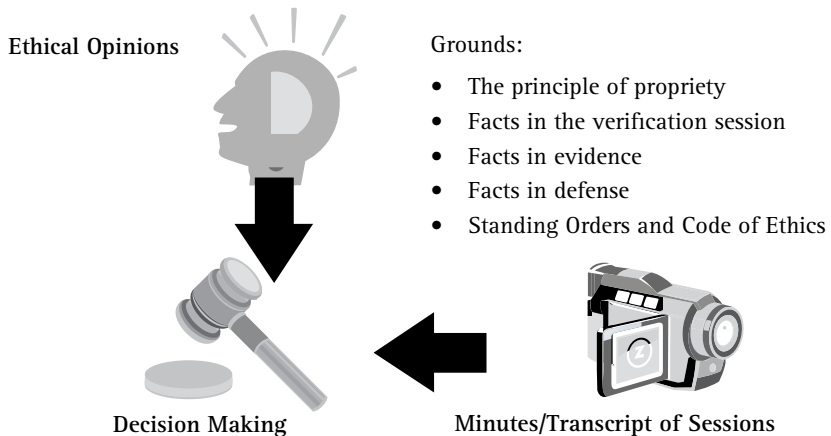 Ethical Opinions
Grounds:
• The principle of propriety
• Facts in the verification session
• Facts in evidence
• Facts in defense
• Standing Orders and Code of Ethics
Z
Decision Making
Minutes/Transcript of Sessions